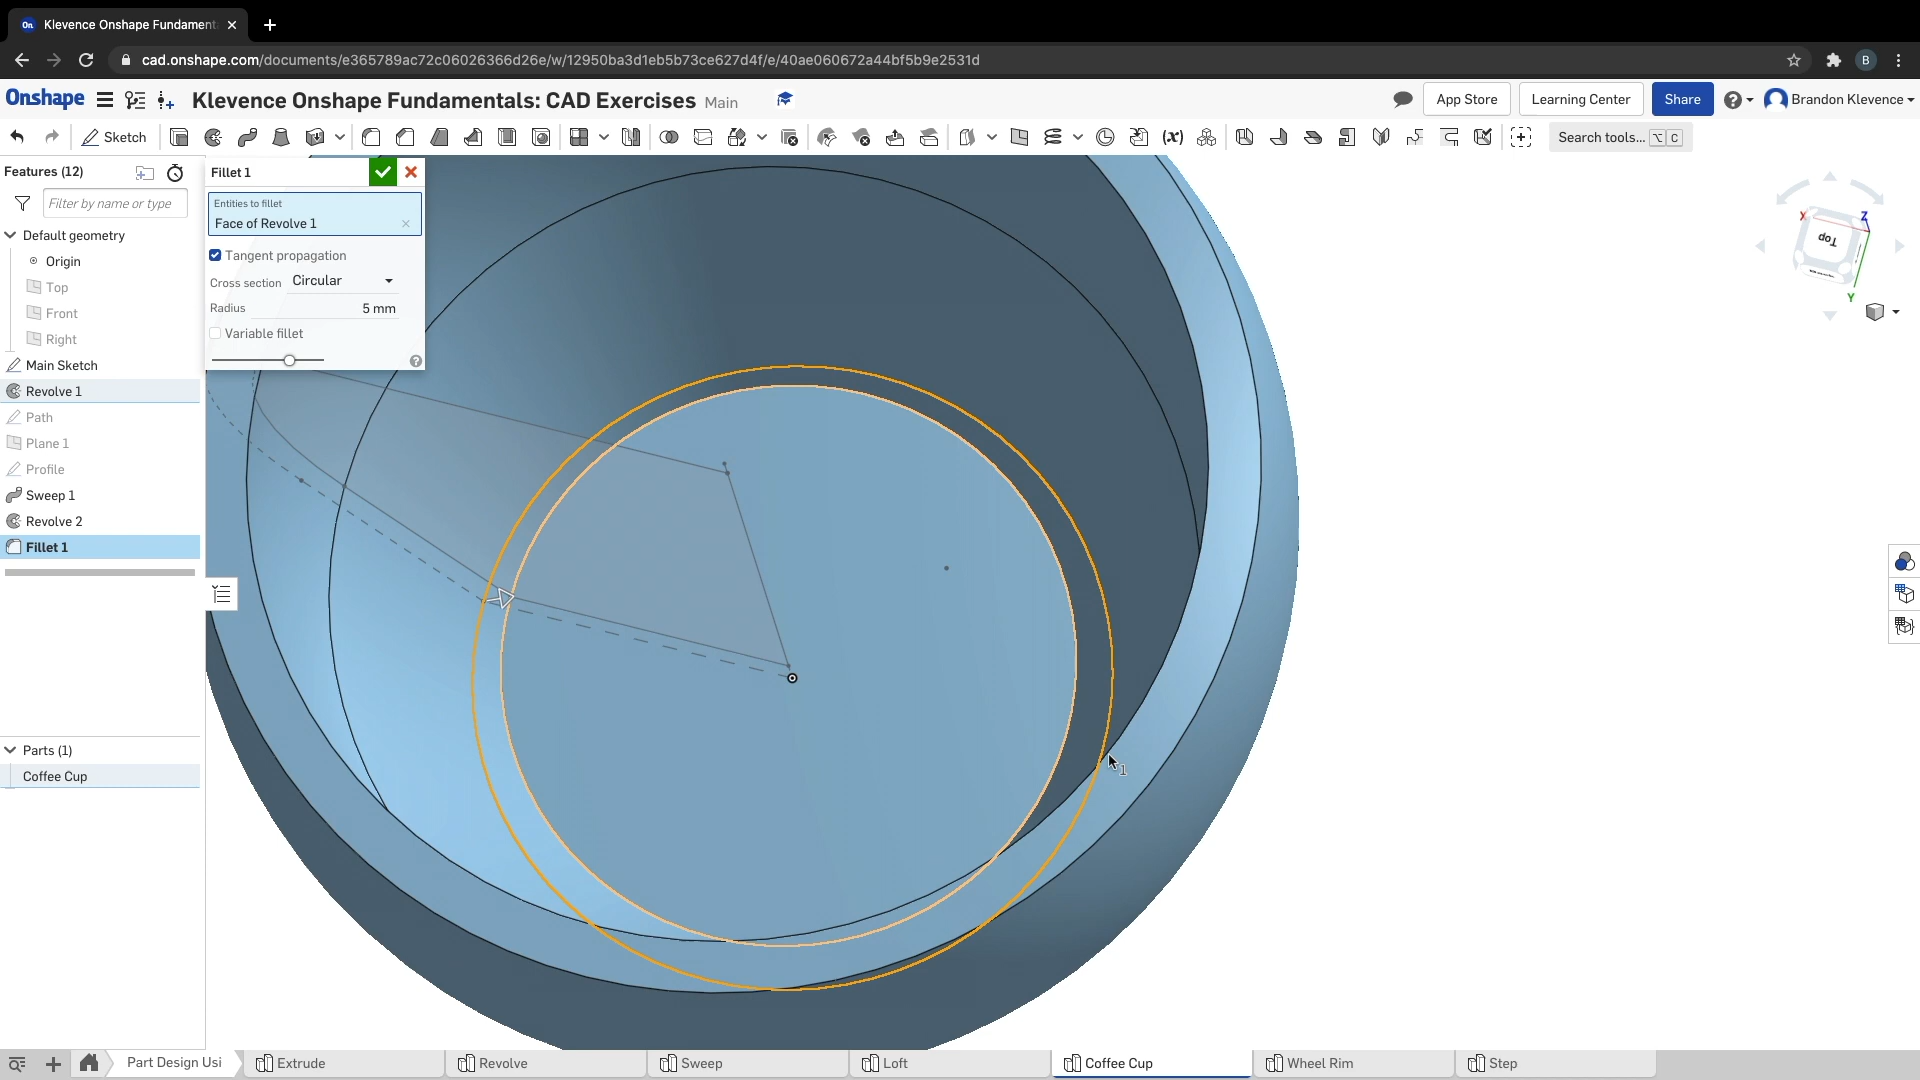 Klevence Onshape Fundament
cad.onshape.com/documents/e365789ac72c06026366d26e/w/12950ba3d1eb5b73ce627d4f/e/40ae060672a44bf5b9e2531d
B
Onshape
Klevence Onshape Fundamentals: CAD Exercises Main
App Store
Learning Center
Share
Brandon Klevence
Sketch
Search tools... ⌥ C
Features (12)
Filter by name or type
Default geometry
Origin
Top
Front
Right
Main Sketch
Revolve 1
Path
Plane 1
Profile
Sweep 1
Revolve 2
Fillet 1
Fillet 1
Entities to fillet
Face of Revolve 1
Tangent propagation
Cross section Circular
Radius 5 mm
Variable fillet
X
Z
Top
Y
1
Parts (1)
Coffee Cup
Part Design Usi
Extrude
Revolve
Sweep
Loft
Coffee Cup
Wheel Rim
Step